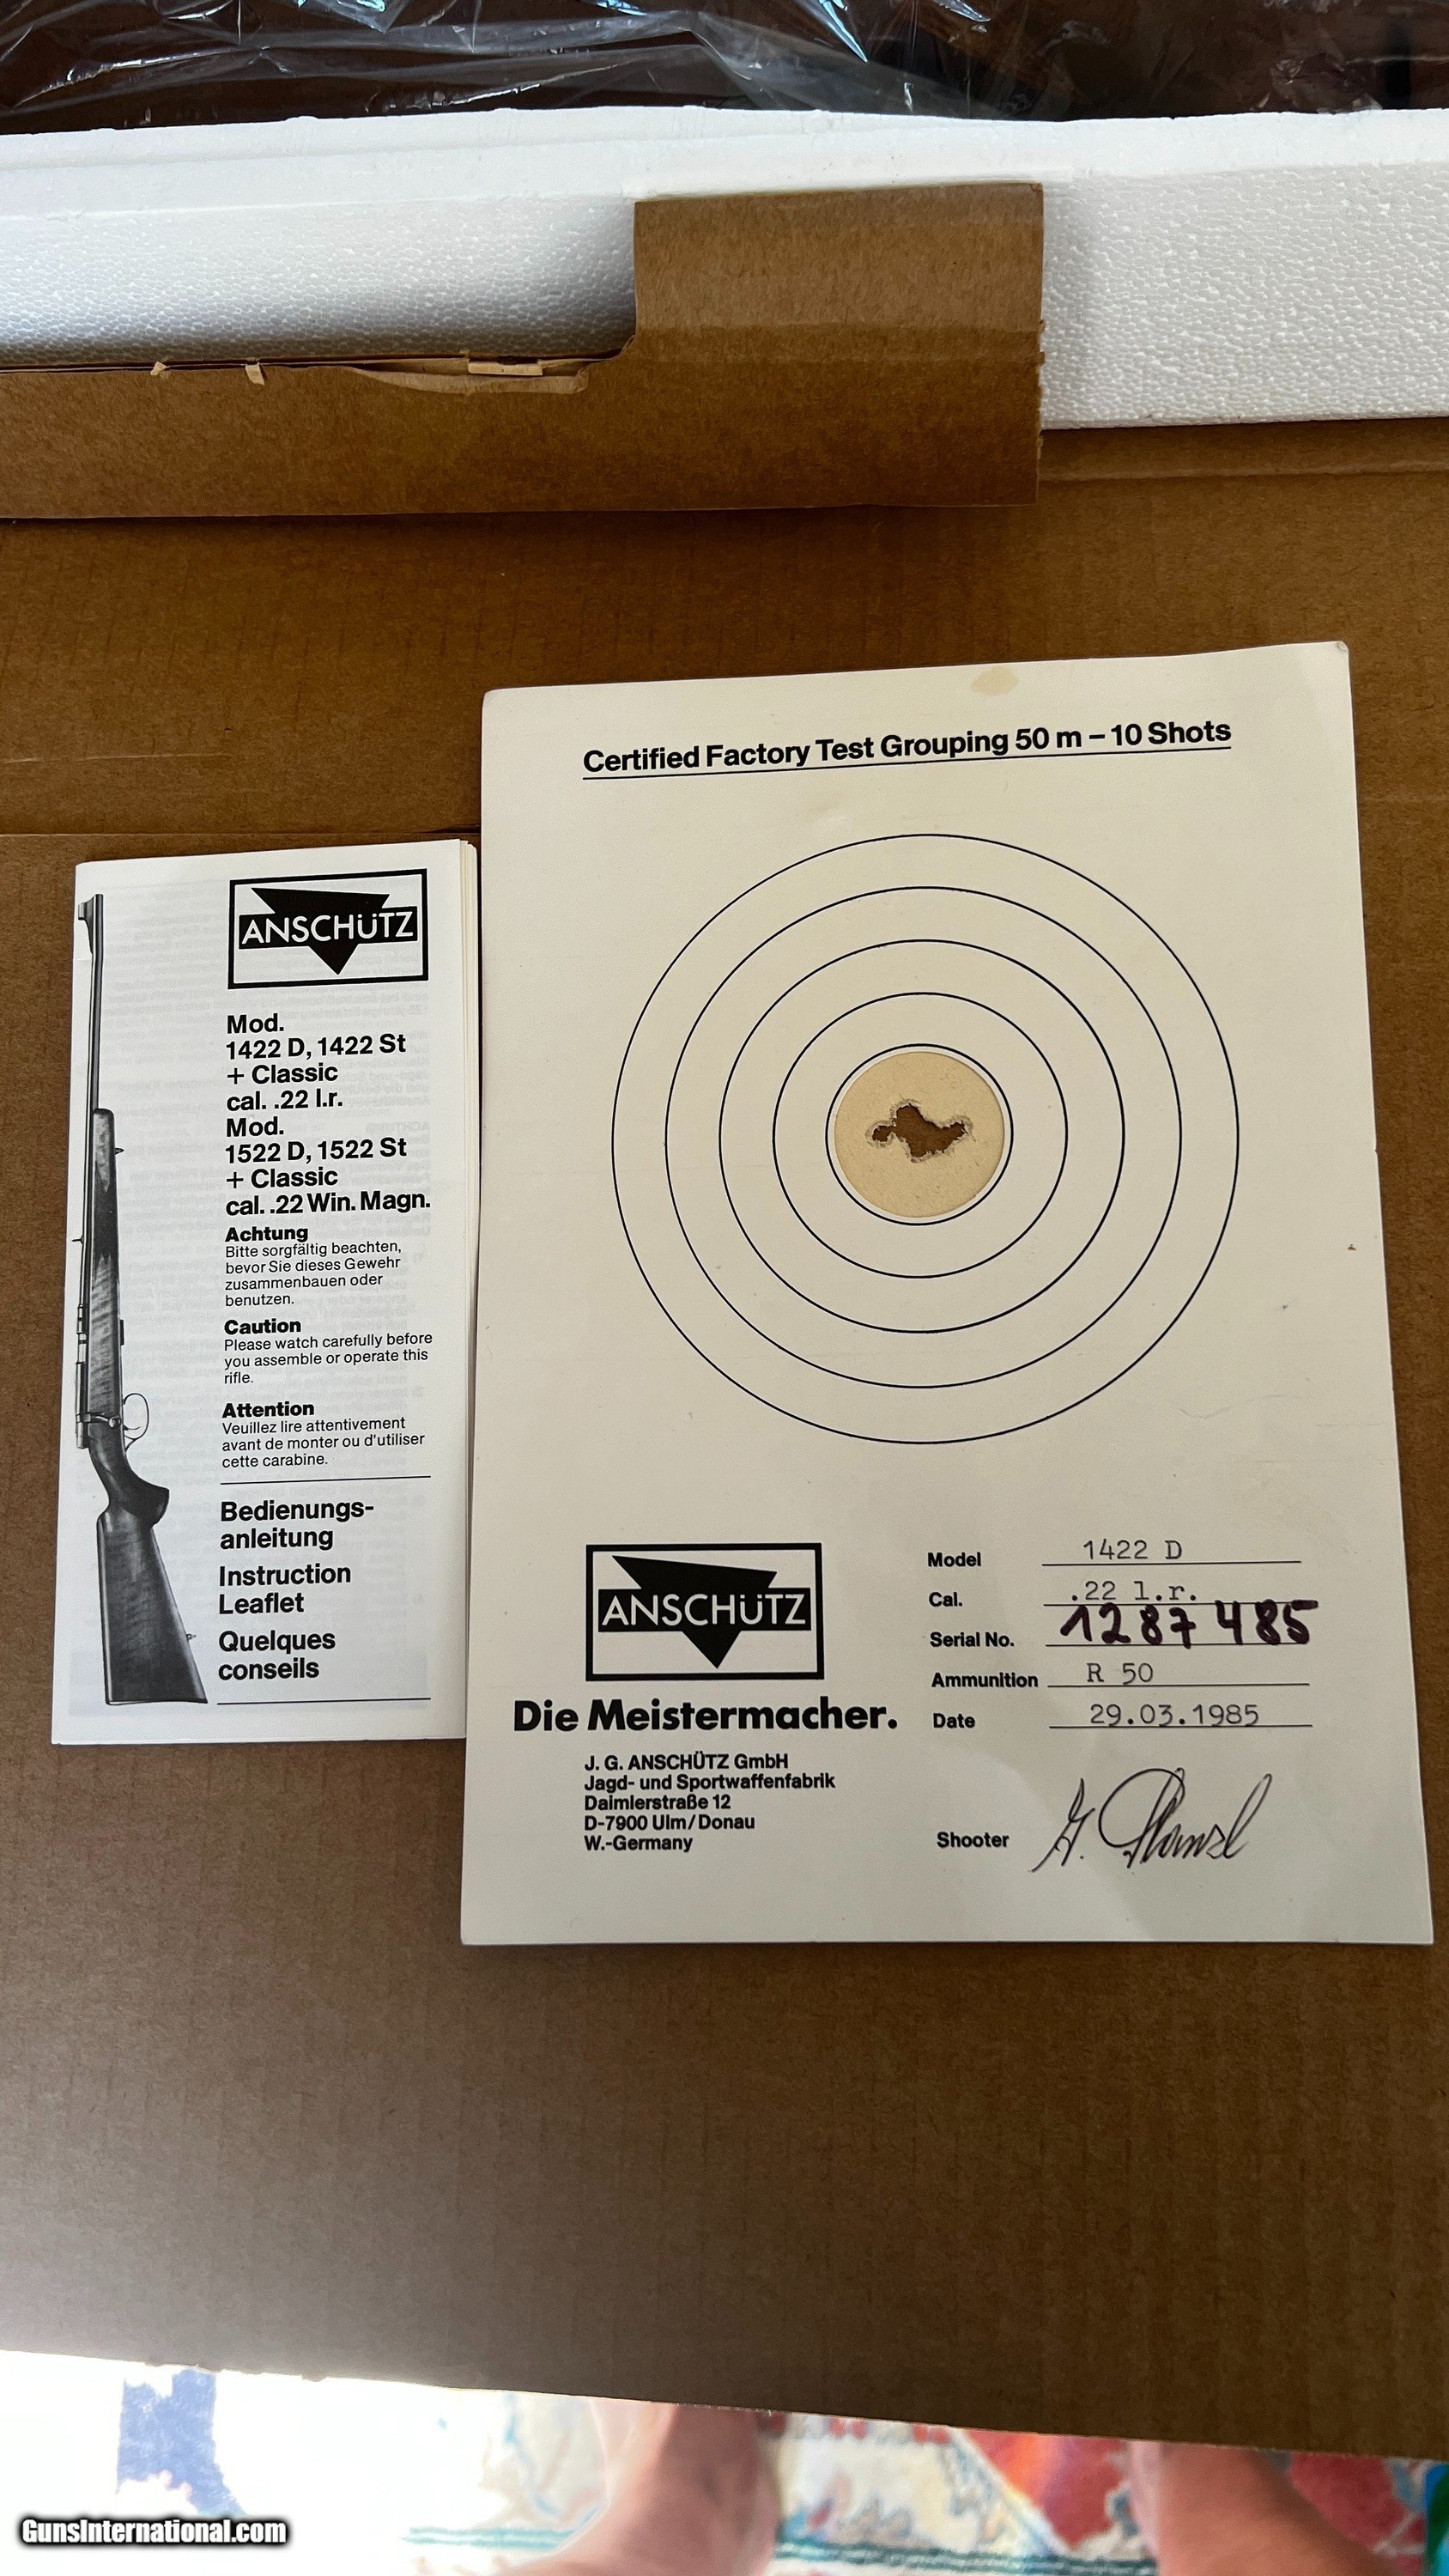 Certified Factory Test Grouping 50 m – 10 Shots
ANSCHÜTZ
Mod.
1422 D, 1422 St
+ Classic
cal. .22 l.r.
Mod.
1522 D, 1522 St
+ Classic
cal. .22 Win. Magn.
Achtung
Bitte sorgfältig beachten,
bevor Sie dieses Gewehr
zusammenbauen oder
benutzen.
Caution
Please watch carefully before
you assemble or operate this
rifle.
Attention
Veuillez lire attentivement
avant de monter ou d'utiliser
cette carabine.
Bedienungs-
anleitung
Instruction
Leaflet
Quelques
conseils
ANSCHÜTZ
Die Meistermacher.
J. G. ANSCHÜTZ GmbH
Jagd- und Sportwaffenfabrik
Daimlerstraße 12
D-7900 Ulm/Donau
W.-Germany
Model 1422 D
Cal. .22 l.r.
Serial No. 1287485
Ammunition R 50
Date 29.03.1985
Shooter
GunsInternational.com